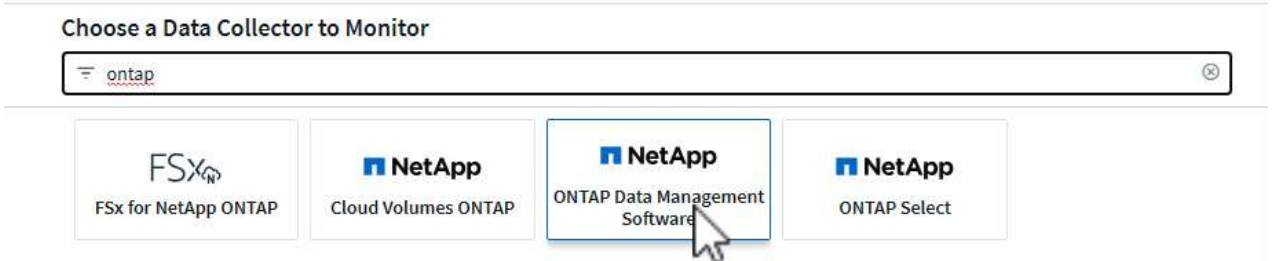 Choose a Data Collector to Monitor
ontap
FSx
FSx for NetApp ONTAP
NetApp
Cloud Volumes ONTAP
NetApp
ONTAP Data Management
Software
NetApp
ONTAP Select